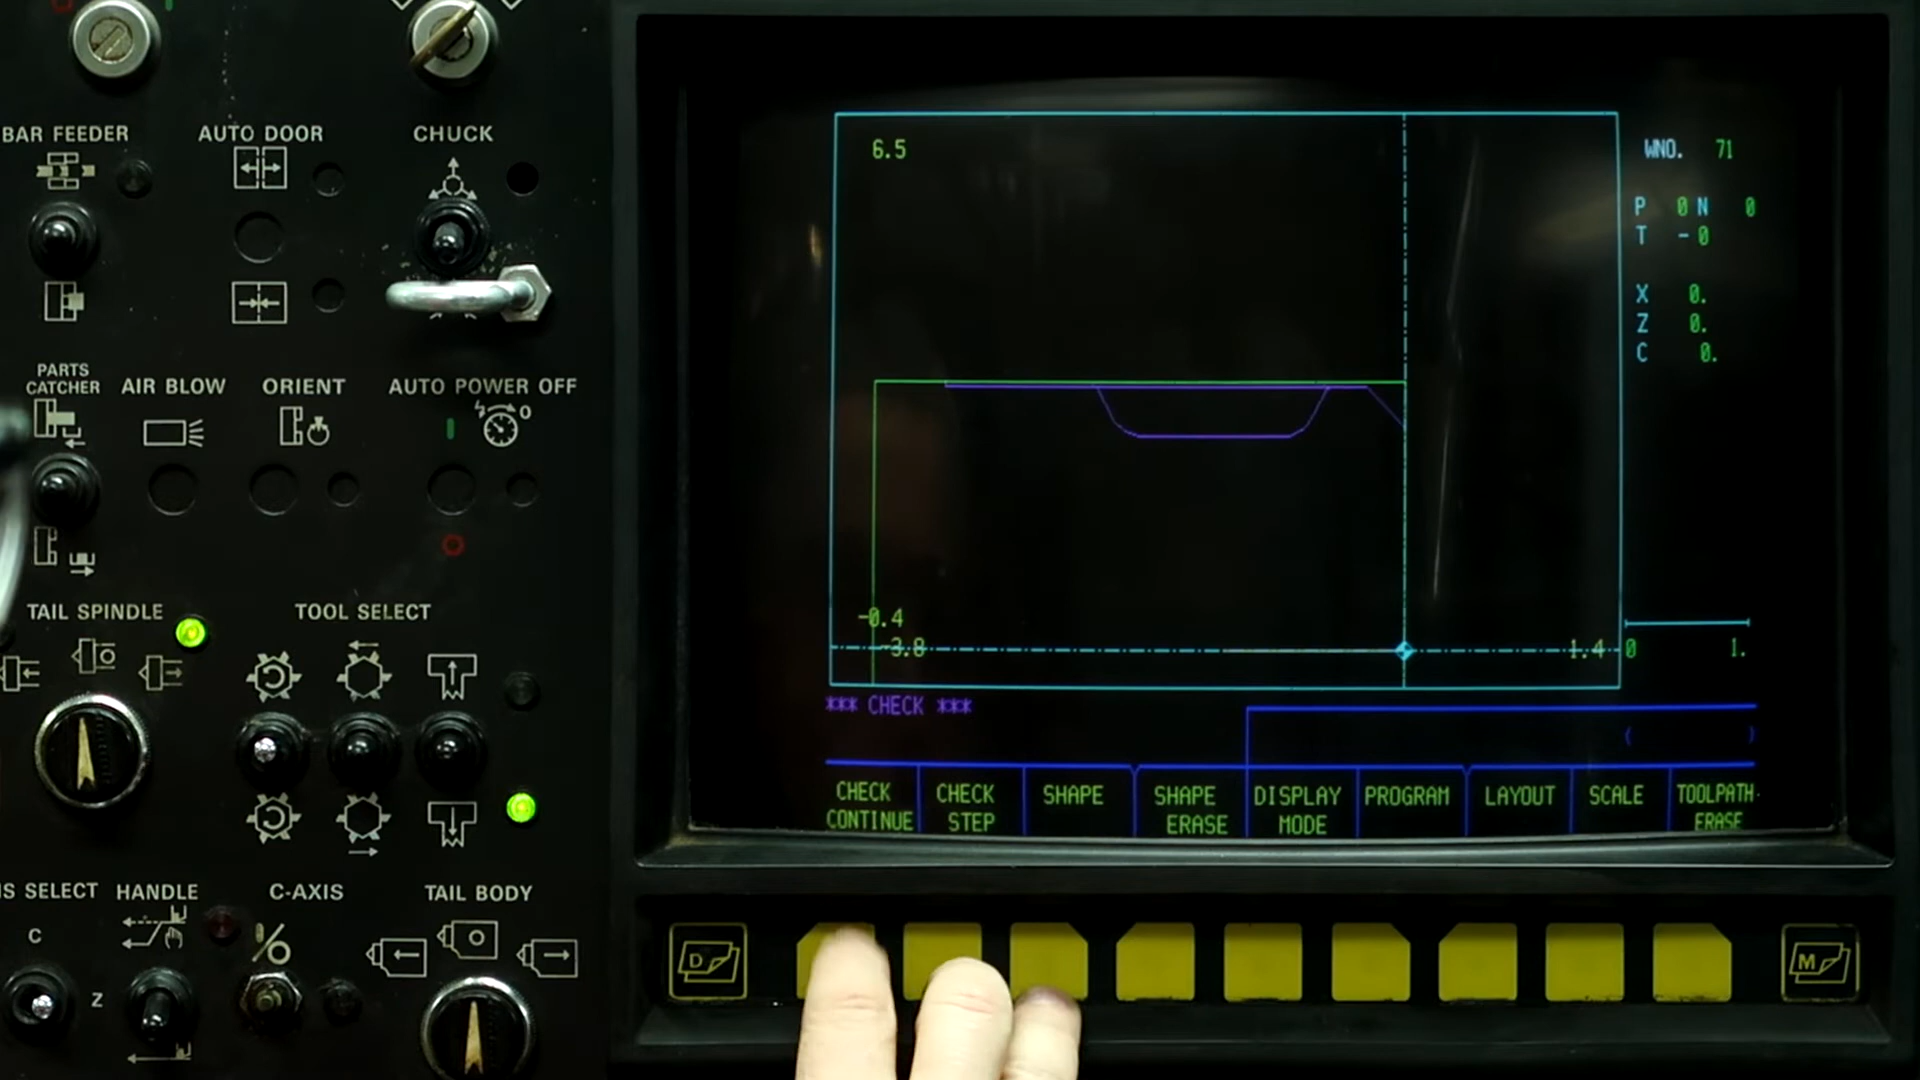 BAR FEEDER
AUTO DOOR
CHUCK
PARTS
CATCHER
AIR BLOW
ORIENT
AUTO POWER OFF
TAIL SPINDLE
TOOL SELECT
IS SELECT
HANDLE
C-AXIS
TAIL BODY
C
Z
6.5
-0.4
-3.8
1.4
WNO. 71
P 0 N 0
T - 0
X 0.
Z 0.
C 0.
0 1.
*** CHECK ***
( )
CHECK
CONTINUE
CHECK
STEP
SHAPE
SHAPE
ERASE
DISPLAY
MODE
PROGRAM
LAYOUT
SCALE
TOOLPATH
ERASE
D
M